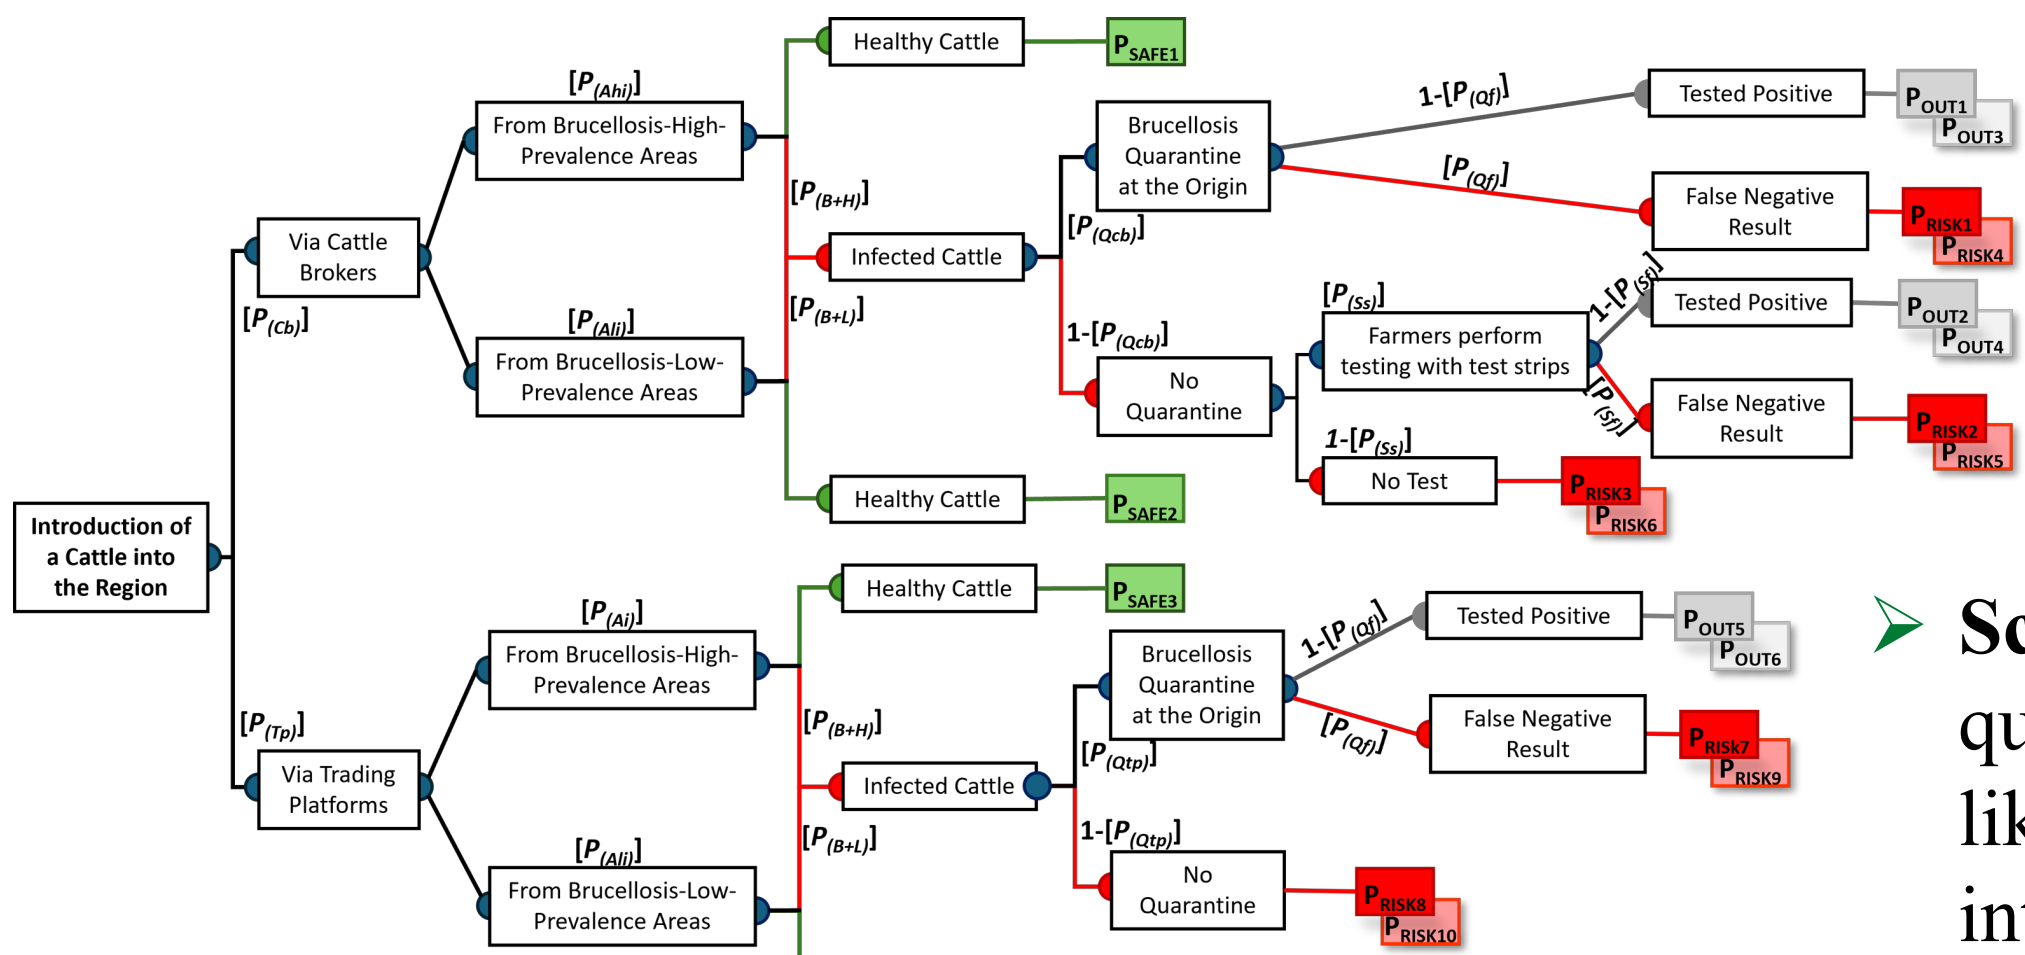 Healthy Cattle
PSAFE1
[P(Ahi)]
From Brucellosis-High-
Prevalence Areas
1-[P(Qf)]
Tested Positive
POUT1
POUT3
Brucellosis
Quarantine
at the Origin
[P(Qf)]
False Negative
Result
PRISK1
PRISK4
[P(B+H)]
[P(Qcb)]
Via Cattle
Brokers
Infected Cattle
[P(Cb)]
[P(B+L)]
[P(Ali)]
From Brucellosis-Low-
Prevalence Areas
1-[P(Qcb)]
No
Quarantine
[P(Ss)]
Farmers perform
testing with test strips
1-[P(Sf)]
Tested Positive
POUT2
POUT4
[P(Sf)]
False Negative
Result
PRISK2
PRISK5
1-[P(Ss)]
No Test
PRISK3
PRISK6
Healthy Cattle
PSAFE2
Introduction of
a Cattle into
the Region
Healthy Cattle
PSAFE3
[P(Ai)]
From Brucellosis-High-
Prevalence Areas
Brucellosis
Quarantine
at the Origin
1-[P(Qf)]
Tested Positive
POUT5
POUT6
[P(Qf)]
False Negative
Result
PRISk7
PRISK9
[P(Tp)]
Via Trading
Platforms
[P(B+H)]
Infected Cattle
[P(Qtp)]
[P(B+L)]
1-[P(Qtp)]
No
Quarantine
PRISK8
PRISK10
[P(Ali)]
From Brucellosis-Low-
Prevalence Areas
Sc
qu
lik
int